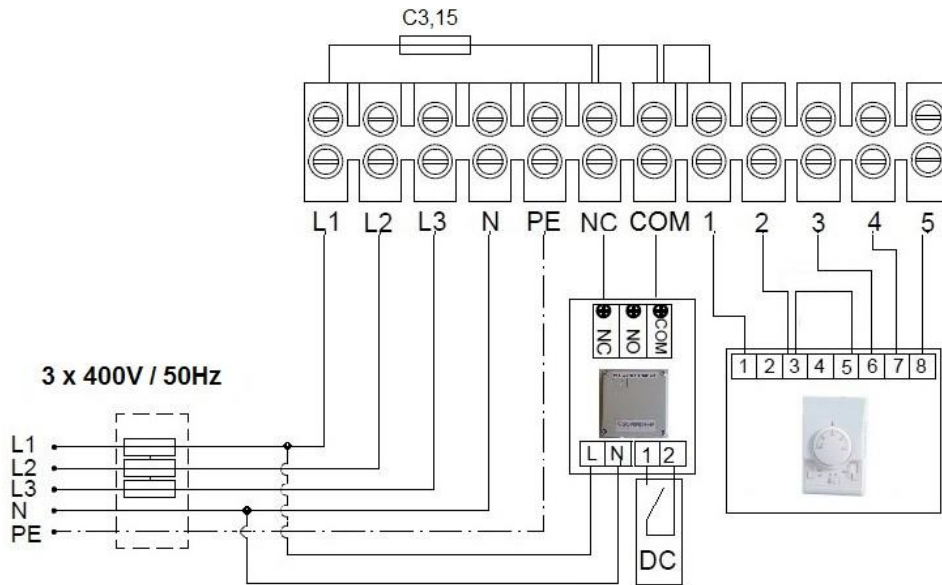 C3,15
L1 L2 L3 N PE NC COM 1 2 3 4 5
NC NO COM
1 2 3 4 5 6 7 8
3 x 400V / 50Hz
L1
L2
L3
N
PE
L N 1 2
DC